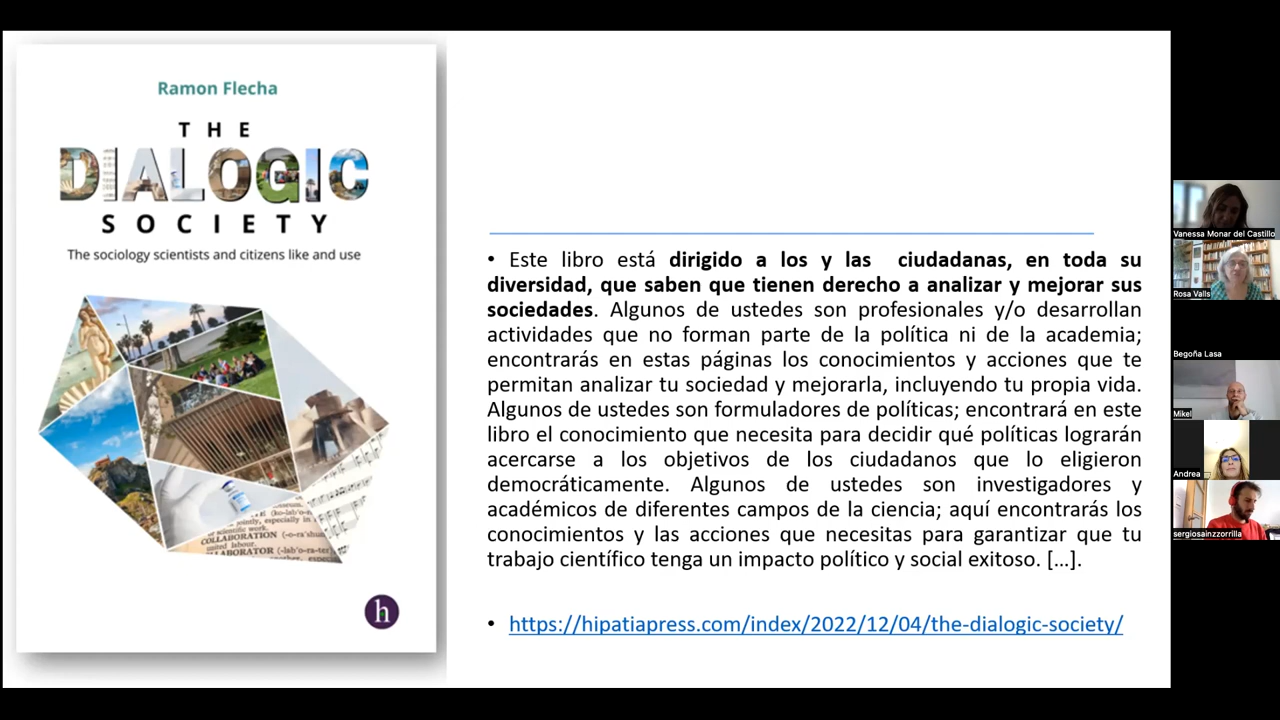 Ramon Flecha
THE
DIALOGIC
SOCIETY
The sociology scientists and citizens like and use
COLLABORATOR (-lab'o-ra-ter)
h
• Este libro está dirigido a los y las ciudadanas, en toda su
diversidad, que saben que tienen derecho a analizar y mejorar sus
sociedades. Algunos de ustedes son profesionales y/o desarrollan
actividades que no forman parte de la política ni de la academia;
encontrarás en estas páginas los conocimientos y acciones que te
permitan analizar tu sociedad y mejorarla, incluyendo tu propia vida.
Algunos de ustedes son formuladores de políticas; encontrará en este
libro el conocimiento que necesita para decidir qué políticas lograrán
acercarse a los objetivos de los ciudadanos que lo eligieron
democráticamente. Algunos de ustedes son investigadores y
académicos de diferentes campos de la ciencia; aquí encontrarás los
conocimientos y las acciones que necesitas para garantizar que tu
trabajo científico tenga un impacto político y social exitoso. […].
• https://hipatiapress.com/index/2022/12/04/the-dialogic-society/
Vanessa Monar del Castillo
Rosa Valls
Begoña Lasa
Mikel
Andrea
sergiosainzzorrilla